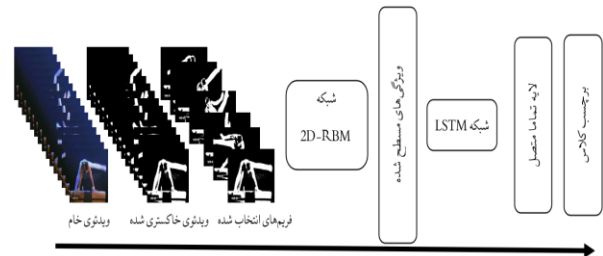 ویدئوی خام
ویدئوی خاکستری شده
فریم‌های انتخاب شده
شبکه
2D-RBM
ویژگی‌های مسطح شده
شبکه LSTM
لایه تماما متصل
برچسب کلاس